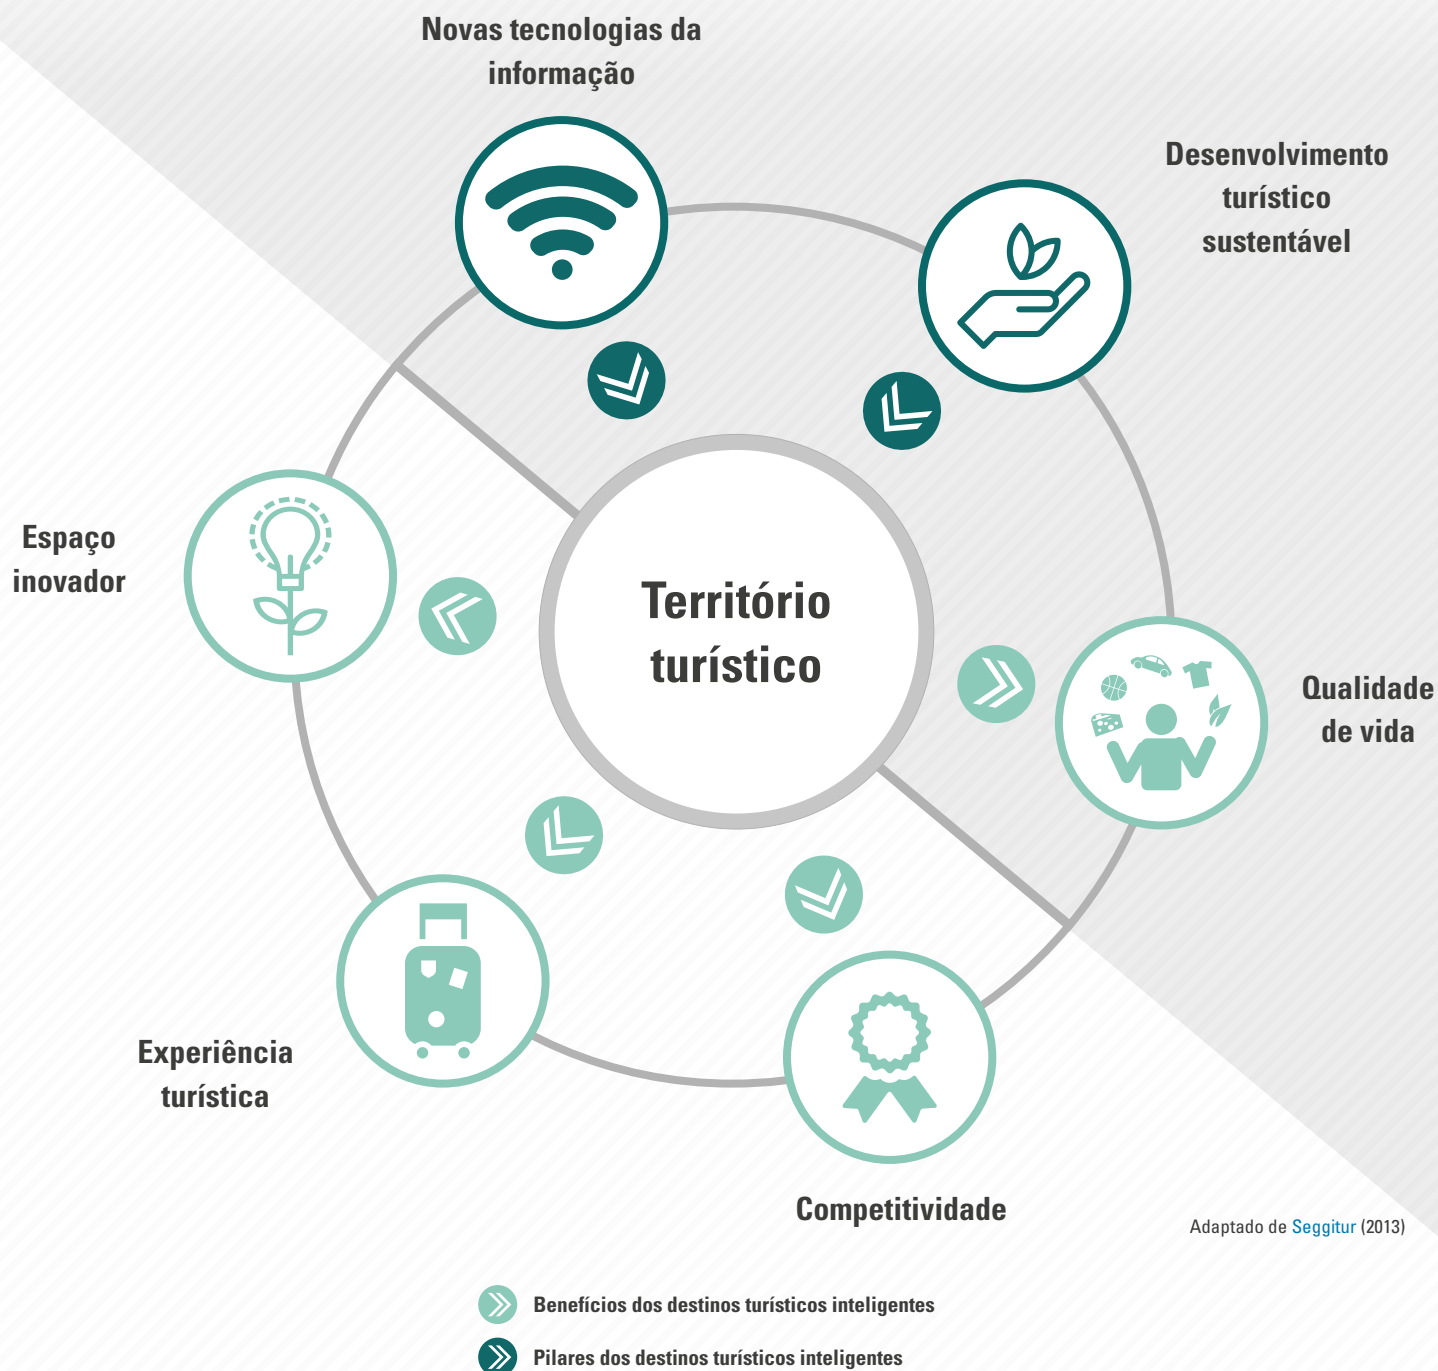 Novas tecnologias da
informação
Desenvolvimento
turístico
sustentável
Espaço
inovador
Território
turístico
Qualidade
de vida
Experiência
turística
Competitividade
Adaptado de Seggitur (2013)
Benefícios dos destinos turísticos inteligentes
Pilares dos destinos turísticos inteligentes